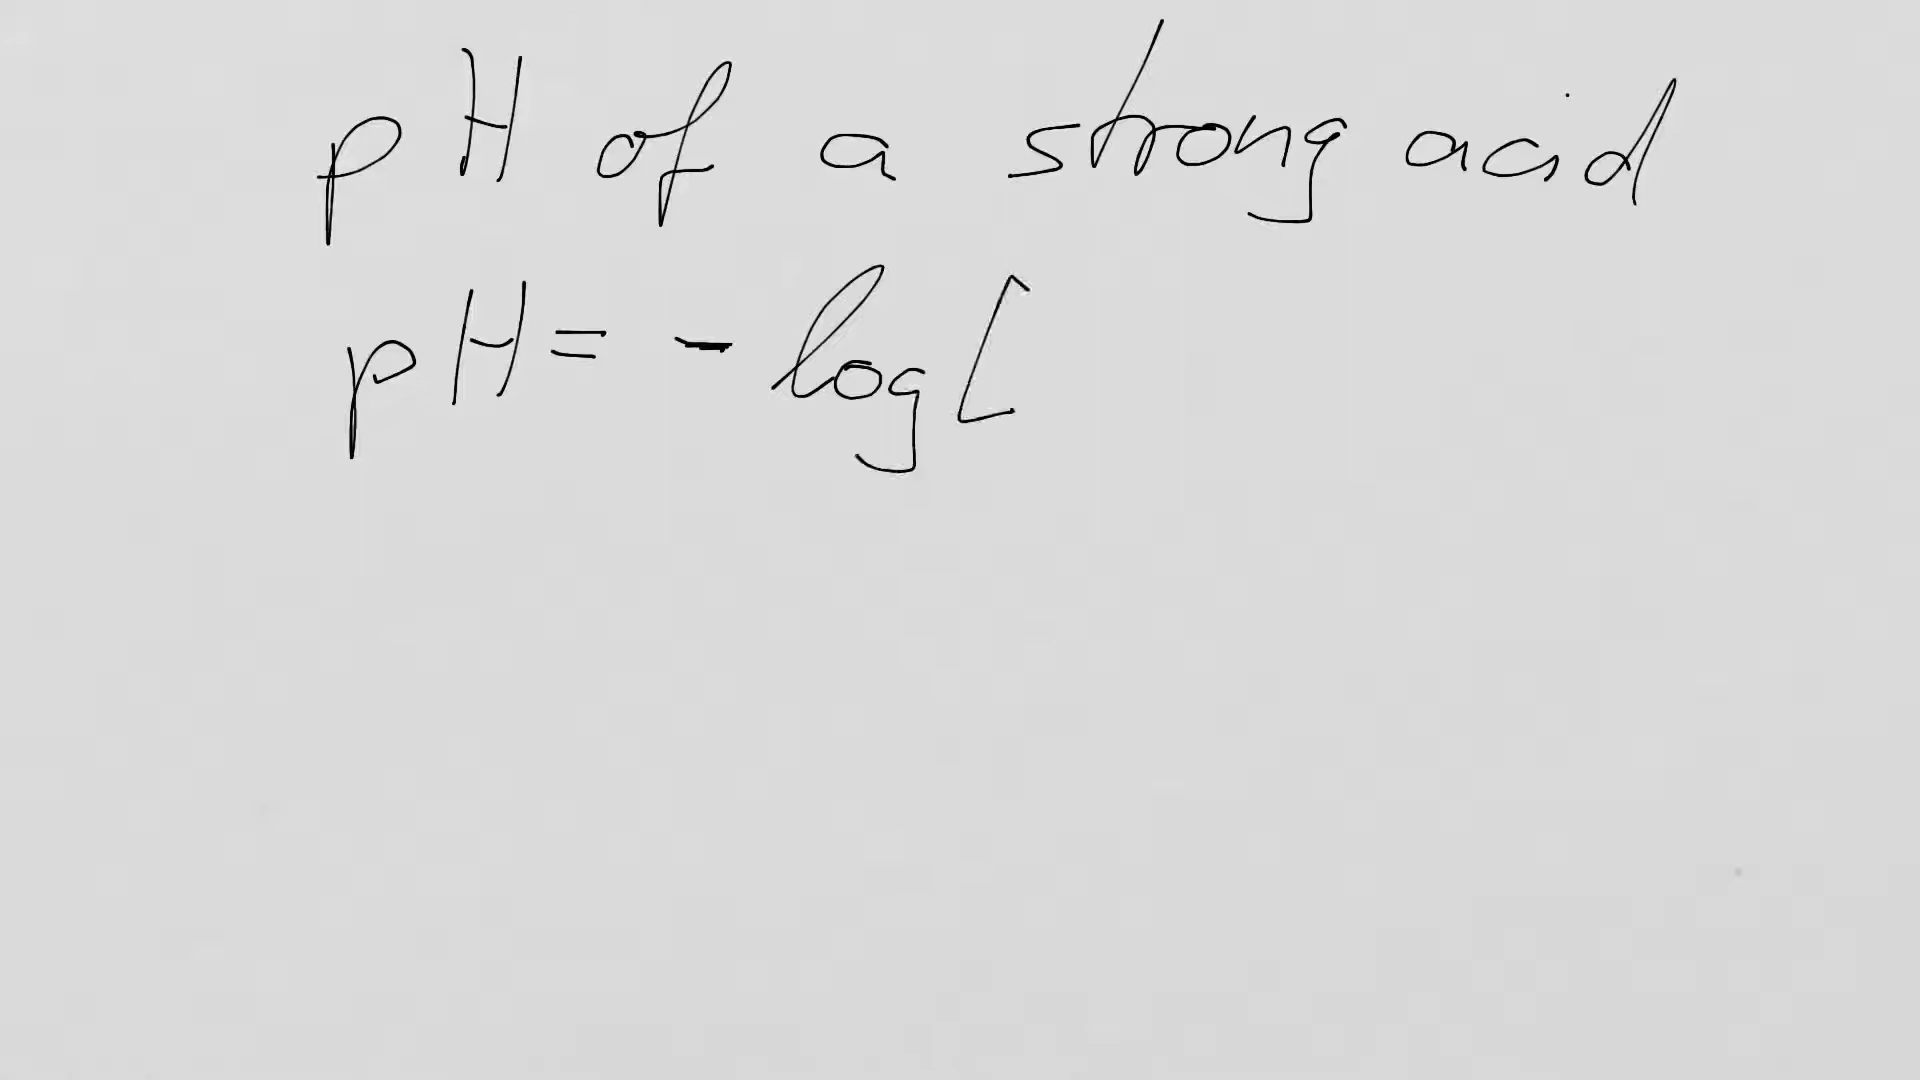 pH of a strong acid
pH = - log [